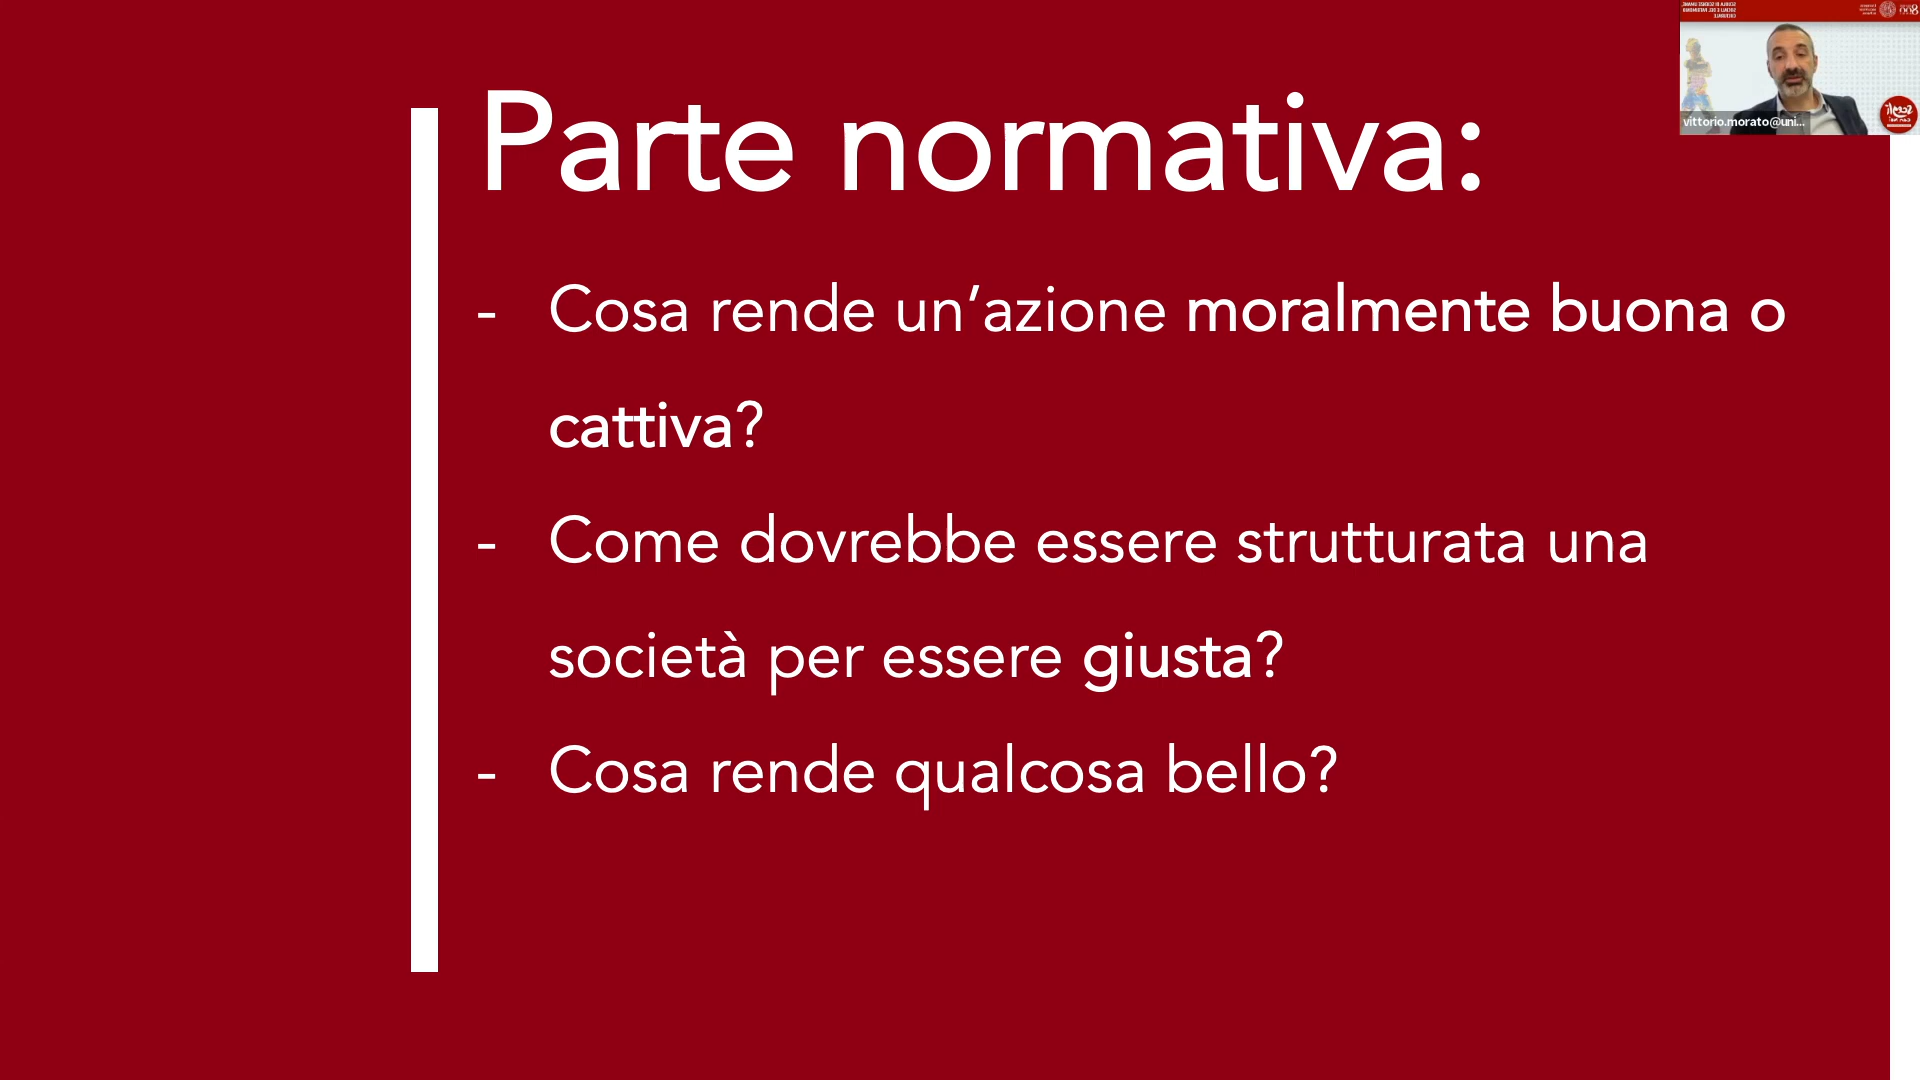 Parte normativa:
- Cosa rende un’azione moralmente buona o
cattiva?
- Come dovrebbe essere strutturata una
società per essere giusta?
- Cosa rende qualcosa bello?
vittorio.morato@uni...